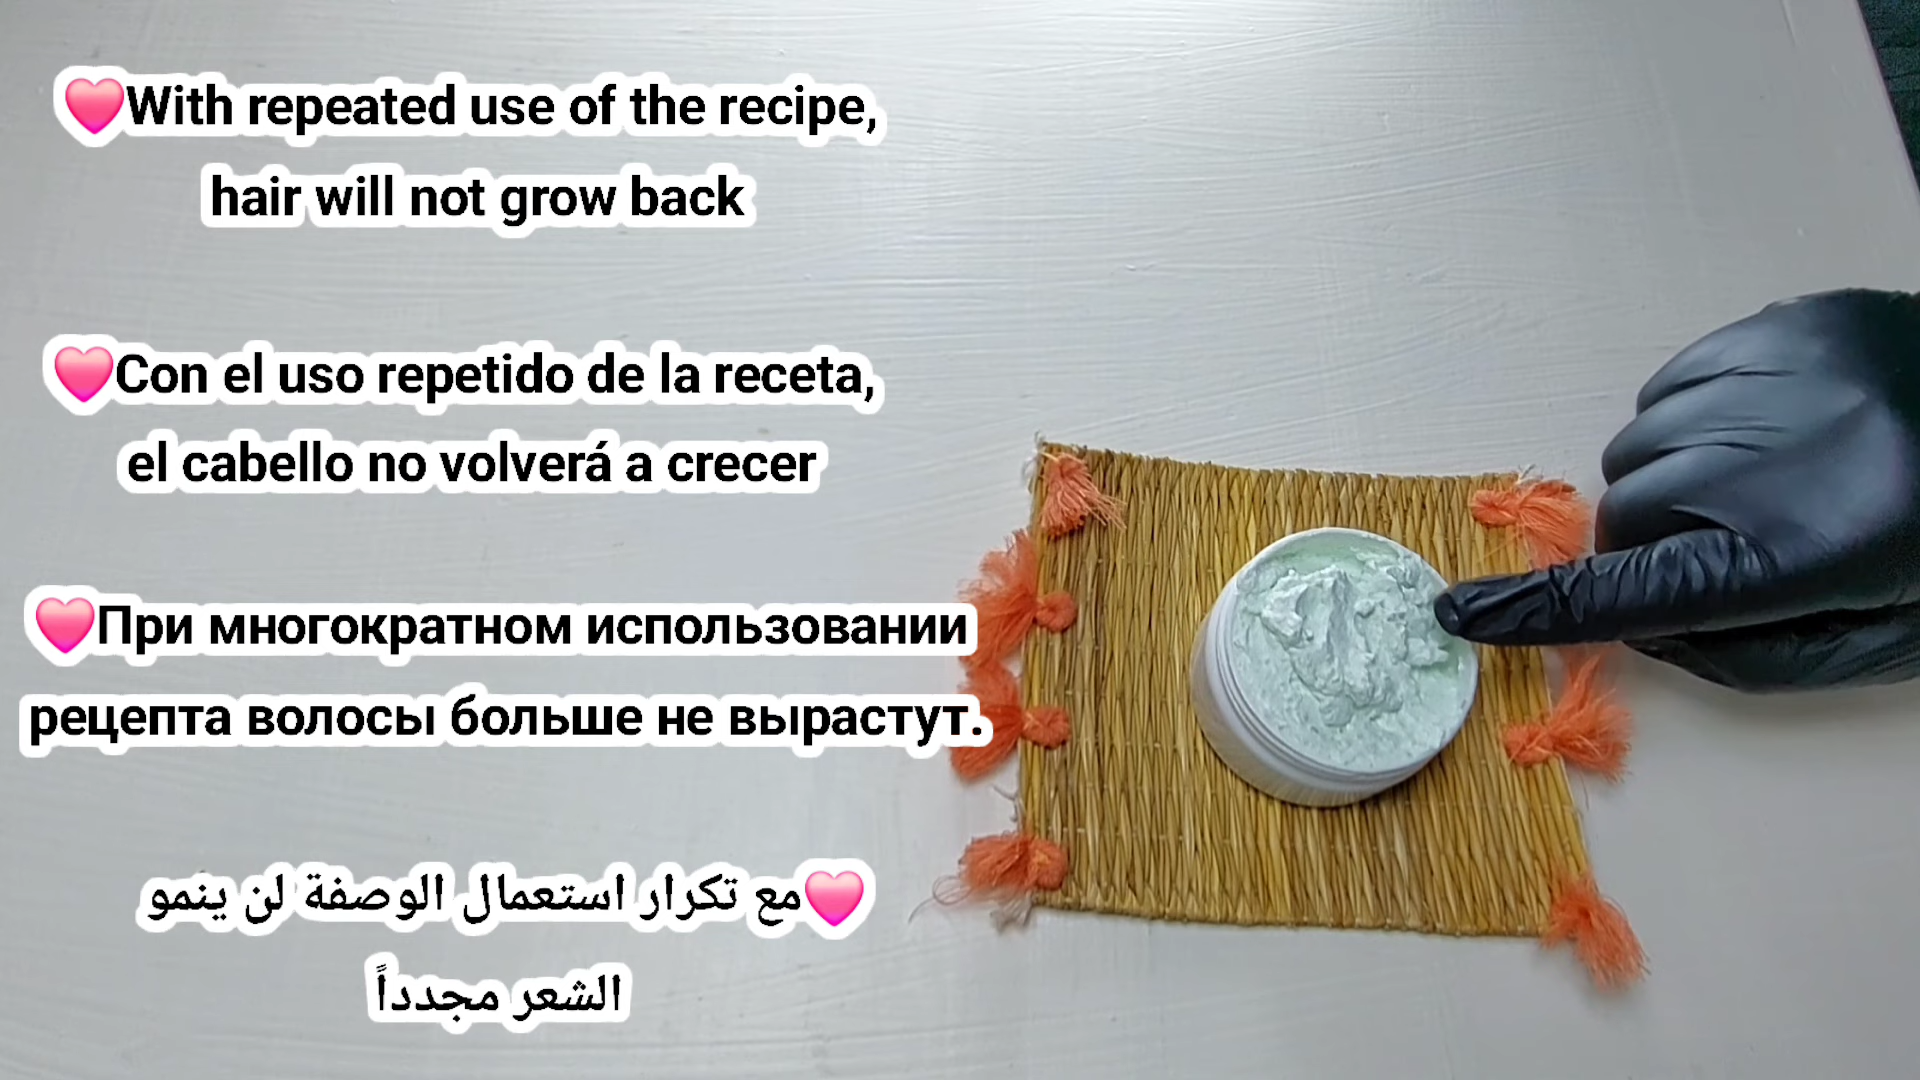 💗With repeated use of the recipe,
hair will not grow back
💗Con el uso repetido de la receta,
el cabello no volverá a crecer
💗При многократном использовании
рецепта волосы больше не вырастут.
💗مع تكرار استعمال الوصفة لن ينمو
الشعر مجدداً